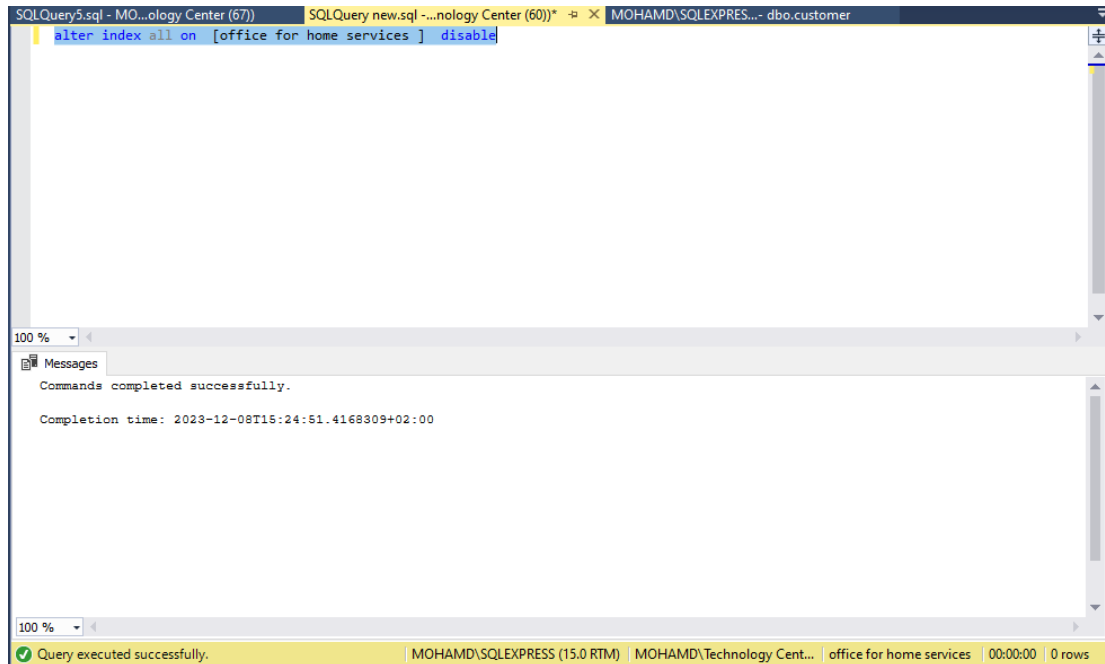 SQLQuery5.sql - MO...ology Center (67))
SQLQuery new.sql -...nology Center (60))*
MOHAMD\SQLEXPRES...- dbo.customer
alter index all on  [office for home services ]  disable
100 %
Messages
Commands completed successfully.
Completion time: 2023-12-08T15:24:51.4168309+02:00
100 %
Query executed successfully.
MOHAMD\SQLEXPRESS (15.0 RTM)
MOHAMD\Technology Cent...
office for home services
00:00:00
0 rows